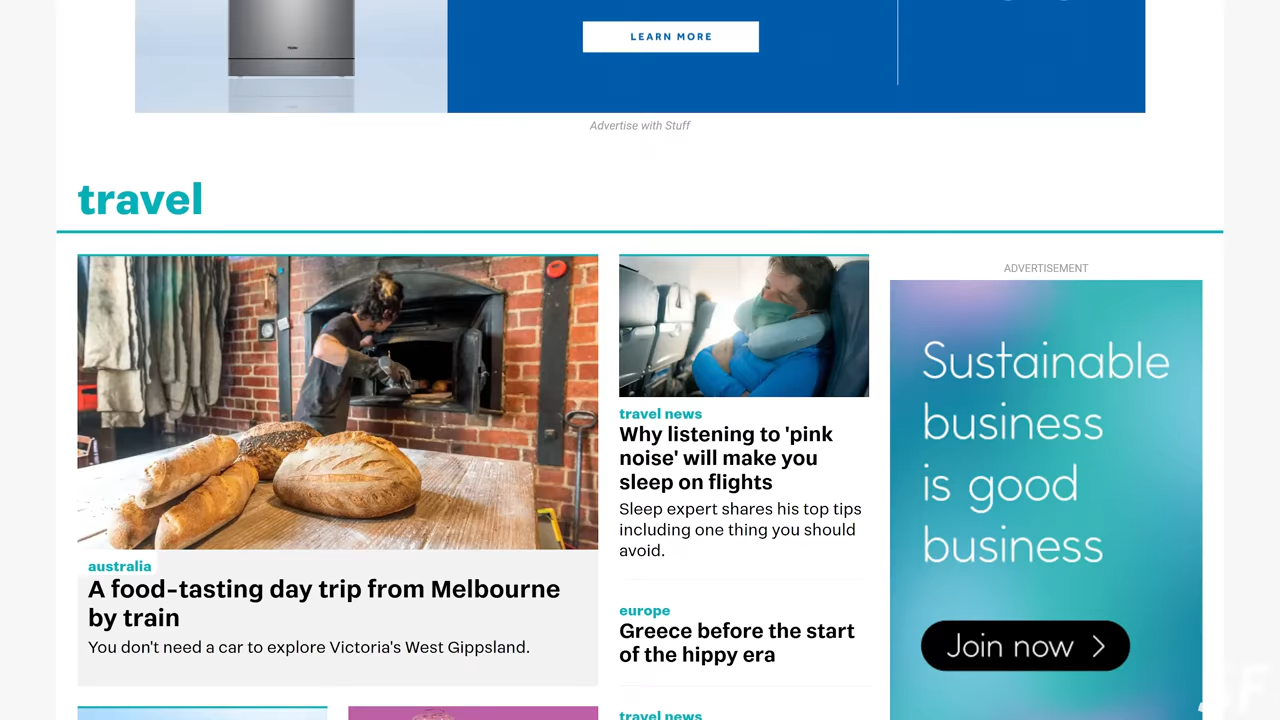 LEARN MORE
Advertise with Stuff
travel
australia
A food-tasting day trip from Melbourne
by train
You don't need a car to explore Victoria's West Gippsland.
travel news
Why listening to 'pink
noise' will make you
sleep on flights
Sleep expert shares his top tips
including one thing you should
avoid.
europe
Greece before the start
of the hippy era
travel news
ADVERTISEMENT
Sustainable
business
is good
business
Join now
SF